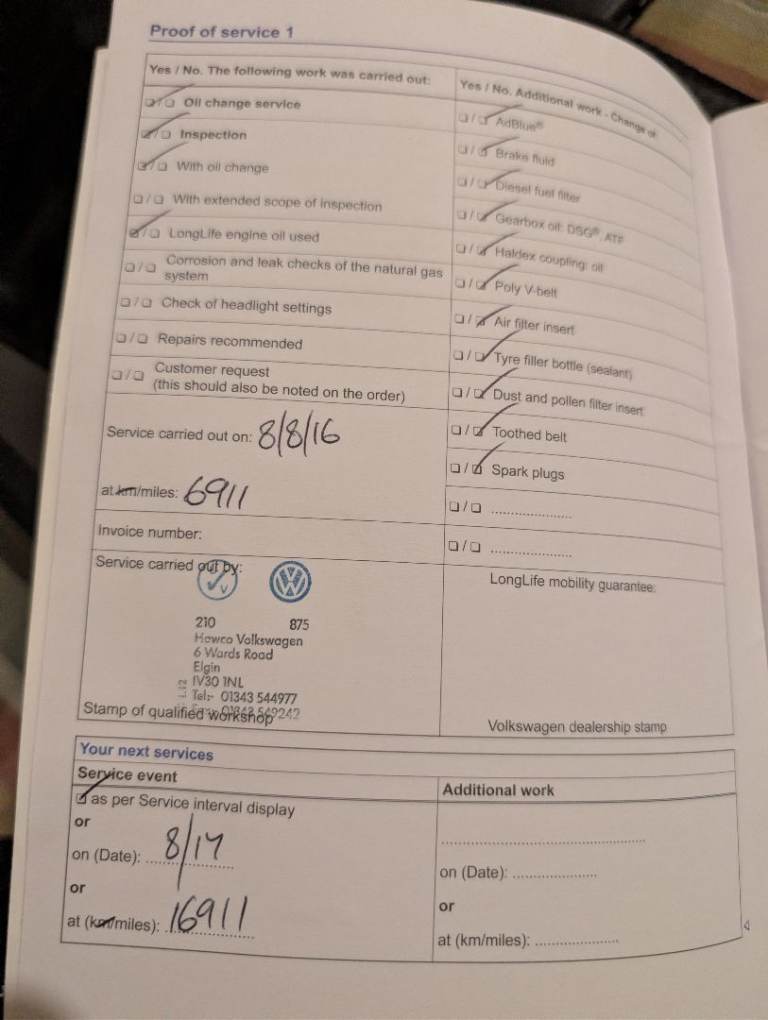 Proof of service 1
Yes / No. The following work was carried out:
☑/☐ Oil change service
☑/☐ Inspection
☑/☐ With oil change
☐/☐ With extended scope of inspection
☑/☐ LongLife engine oil used
☐/☐ Corrosion and leak checks of the natural gas
system
☐/☐ Check of headlight settings
☐/☐ Repairs recommended
☐/☐ Customer request
(this should also be noted on the order)
Service carried out on: 8/8/16
at km/miles: 6911
Invoice number:
Service carried out by:
210 875
Hawco Volkswagen
6 Wards Road
Elgin
IV30 1NL
Tel:- 01343 544977
Stamp of qualified workshop
Yes / No. Additional work - Change of:
☐/☑ AdBlue®
☐/☑ Brake fluid
☐/☑ Diesel fuel filter
☐/☑ Gearbox oil: DSG®, ATF
☐/☑ Haldex coupling: oil
☐/☑ Poly V-belt
☐/☑ Air filter insert
☐/☑ Tyre filler bottle (sealant)
☐/☑ Dust and pollen filter insert
☐/☑ Toothed belt
☐/☑ Spark plugs
☐/☐ ....................
☐/☐ ....................
LongLife mobility guarantee:
Volkswagen dealership stamp
Your next services
Service event
☑ as per Service interval display
or
on (Date): 8/17
or
at (km/miles): 16911
Additional work
....................
on (Date): ....................
or
at (km/miles): ....................